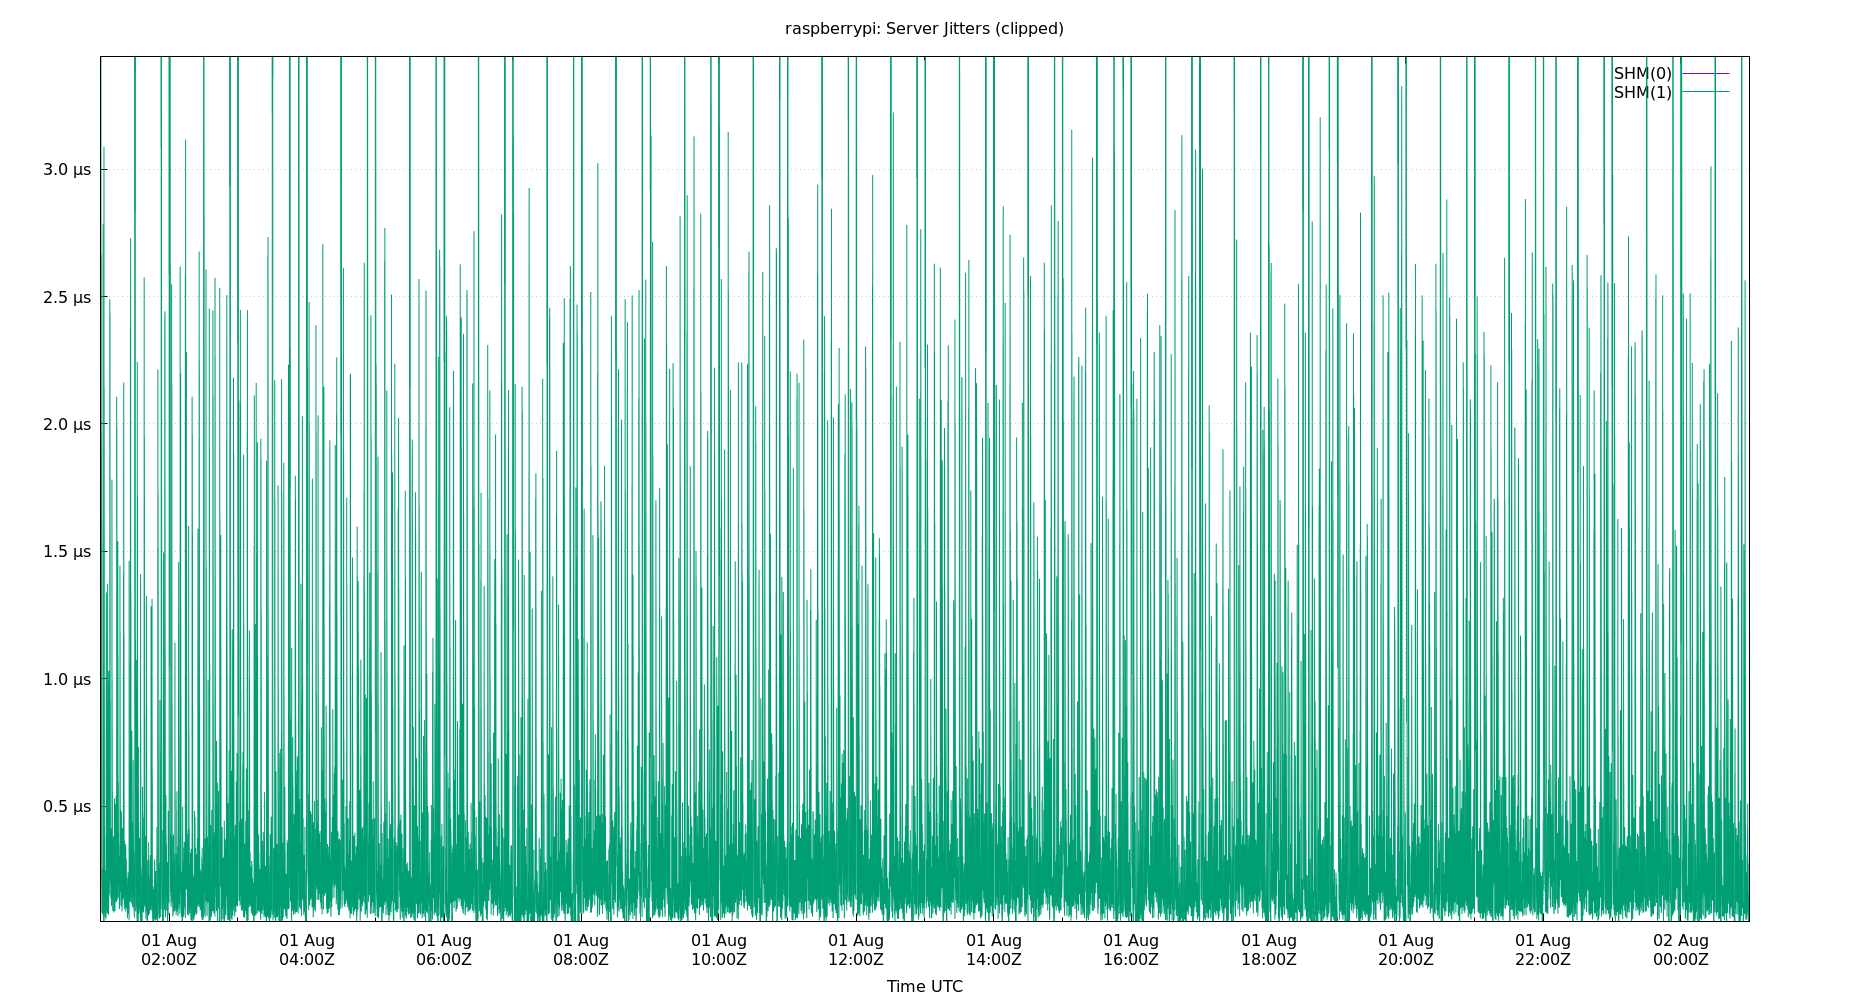 raspberrypi: Server Jitters (clipped)
SHM(0)
SHM(1)
3.0 µs
2.5 µs
2.0 µs
1.5 µs
1.0 µs
0.5 µs
01 Aug 01 Aug 01 Aug 01 Aug 01 Aug 01 Aug 01 Aug 01 Aug 01 Aug 01 Aug 01 Aug 02 Aug
02:00Z 04:00Z 06:00Z 08:00Z 10:00Z 12:00Z 14:00Z 16:00Z 18:00Z 20:00Z 22:00Z 00:00Z
Time UTC